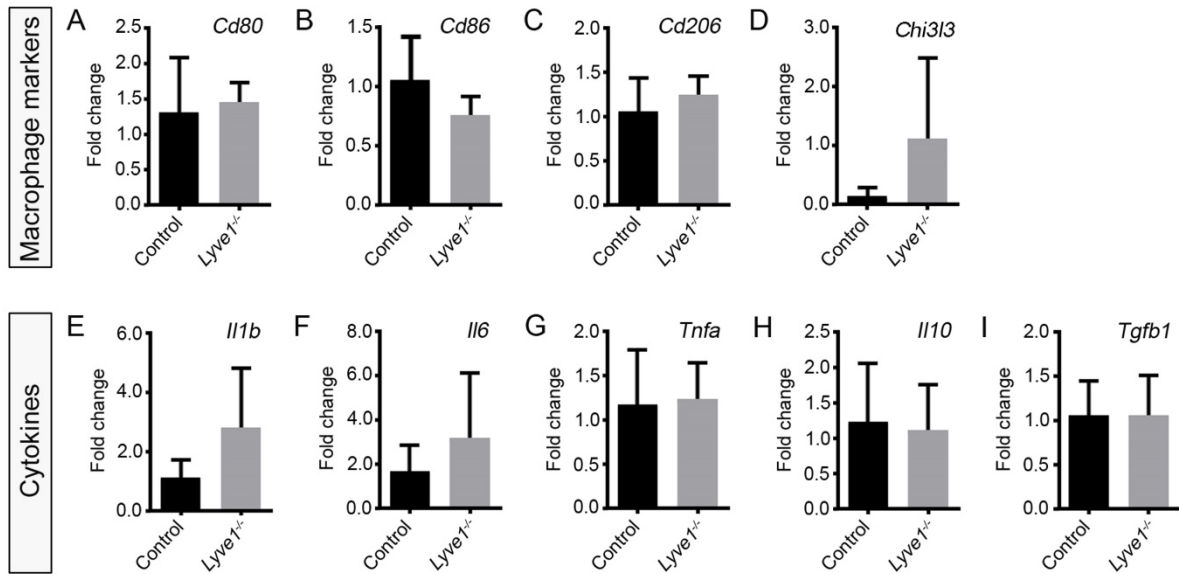 Macrophage markers
A
Cd80
Fold change
2.5
2.0
1.5
1.0
0.5
0.0
Control
Lyve1-/-
B
Cd86
Fold change
1.5
1.0
0.5
0.0
Control
Lyve1-/-
C
Cd206
Fold change
2.0
1.5
1.0
0.5
0.0
Control
Lyve1-/-
D
Chi3l3
Fold change
3.0
2.0
1.0
0.0
Control
Lyve1-/-
Cytokines
E
Il1b
Fold change
6.0
4.0
2.0
0.0
Control
Lyve1-/-
F
Il6
Fold change
8.0
6.0
4.0
2.0
0.0
Control
Lyve1-/-
G
Tnfa
Fold change
2.0
1.5
1.0
0.5
0.0
Control
Lyve1-/-
H
Il10
Fold change
2.5
2.0
1.5
1.0
0.5
0.0
Control
Lyve1-/-
I
Tgfb1
Fold change
2.0
1.5
1.0
0.5
0.0
Control
Lyve1-/-